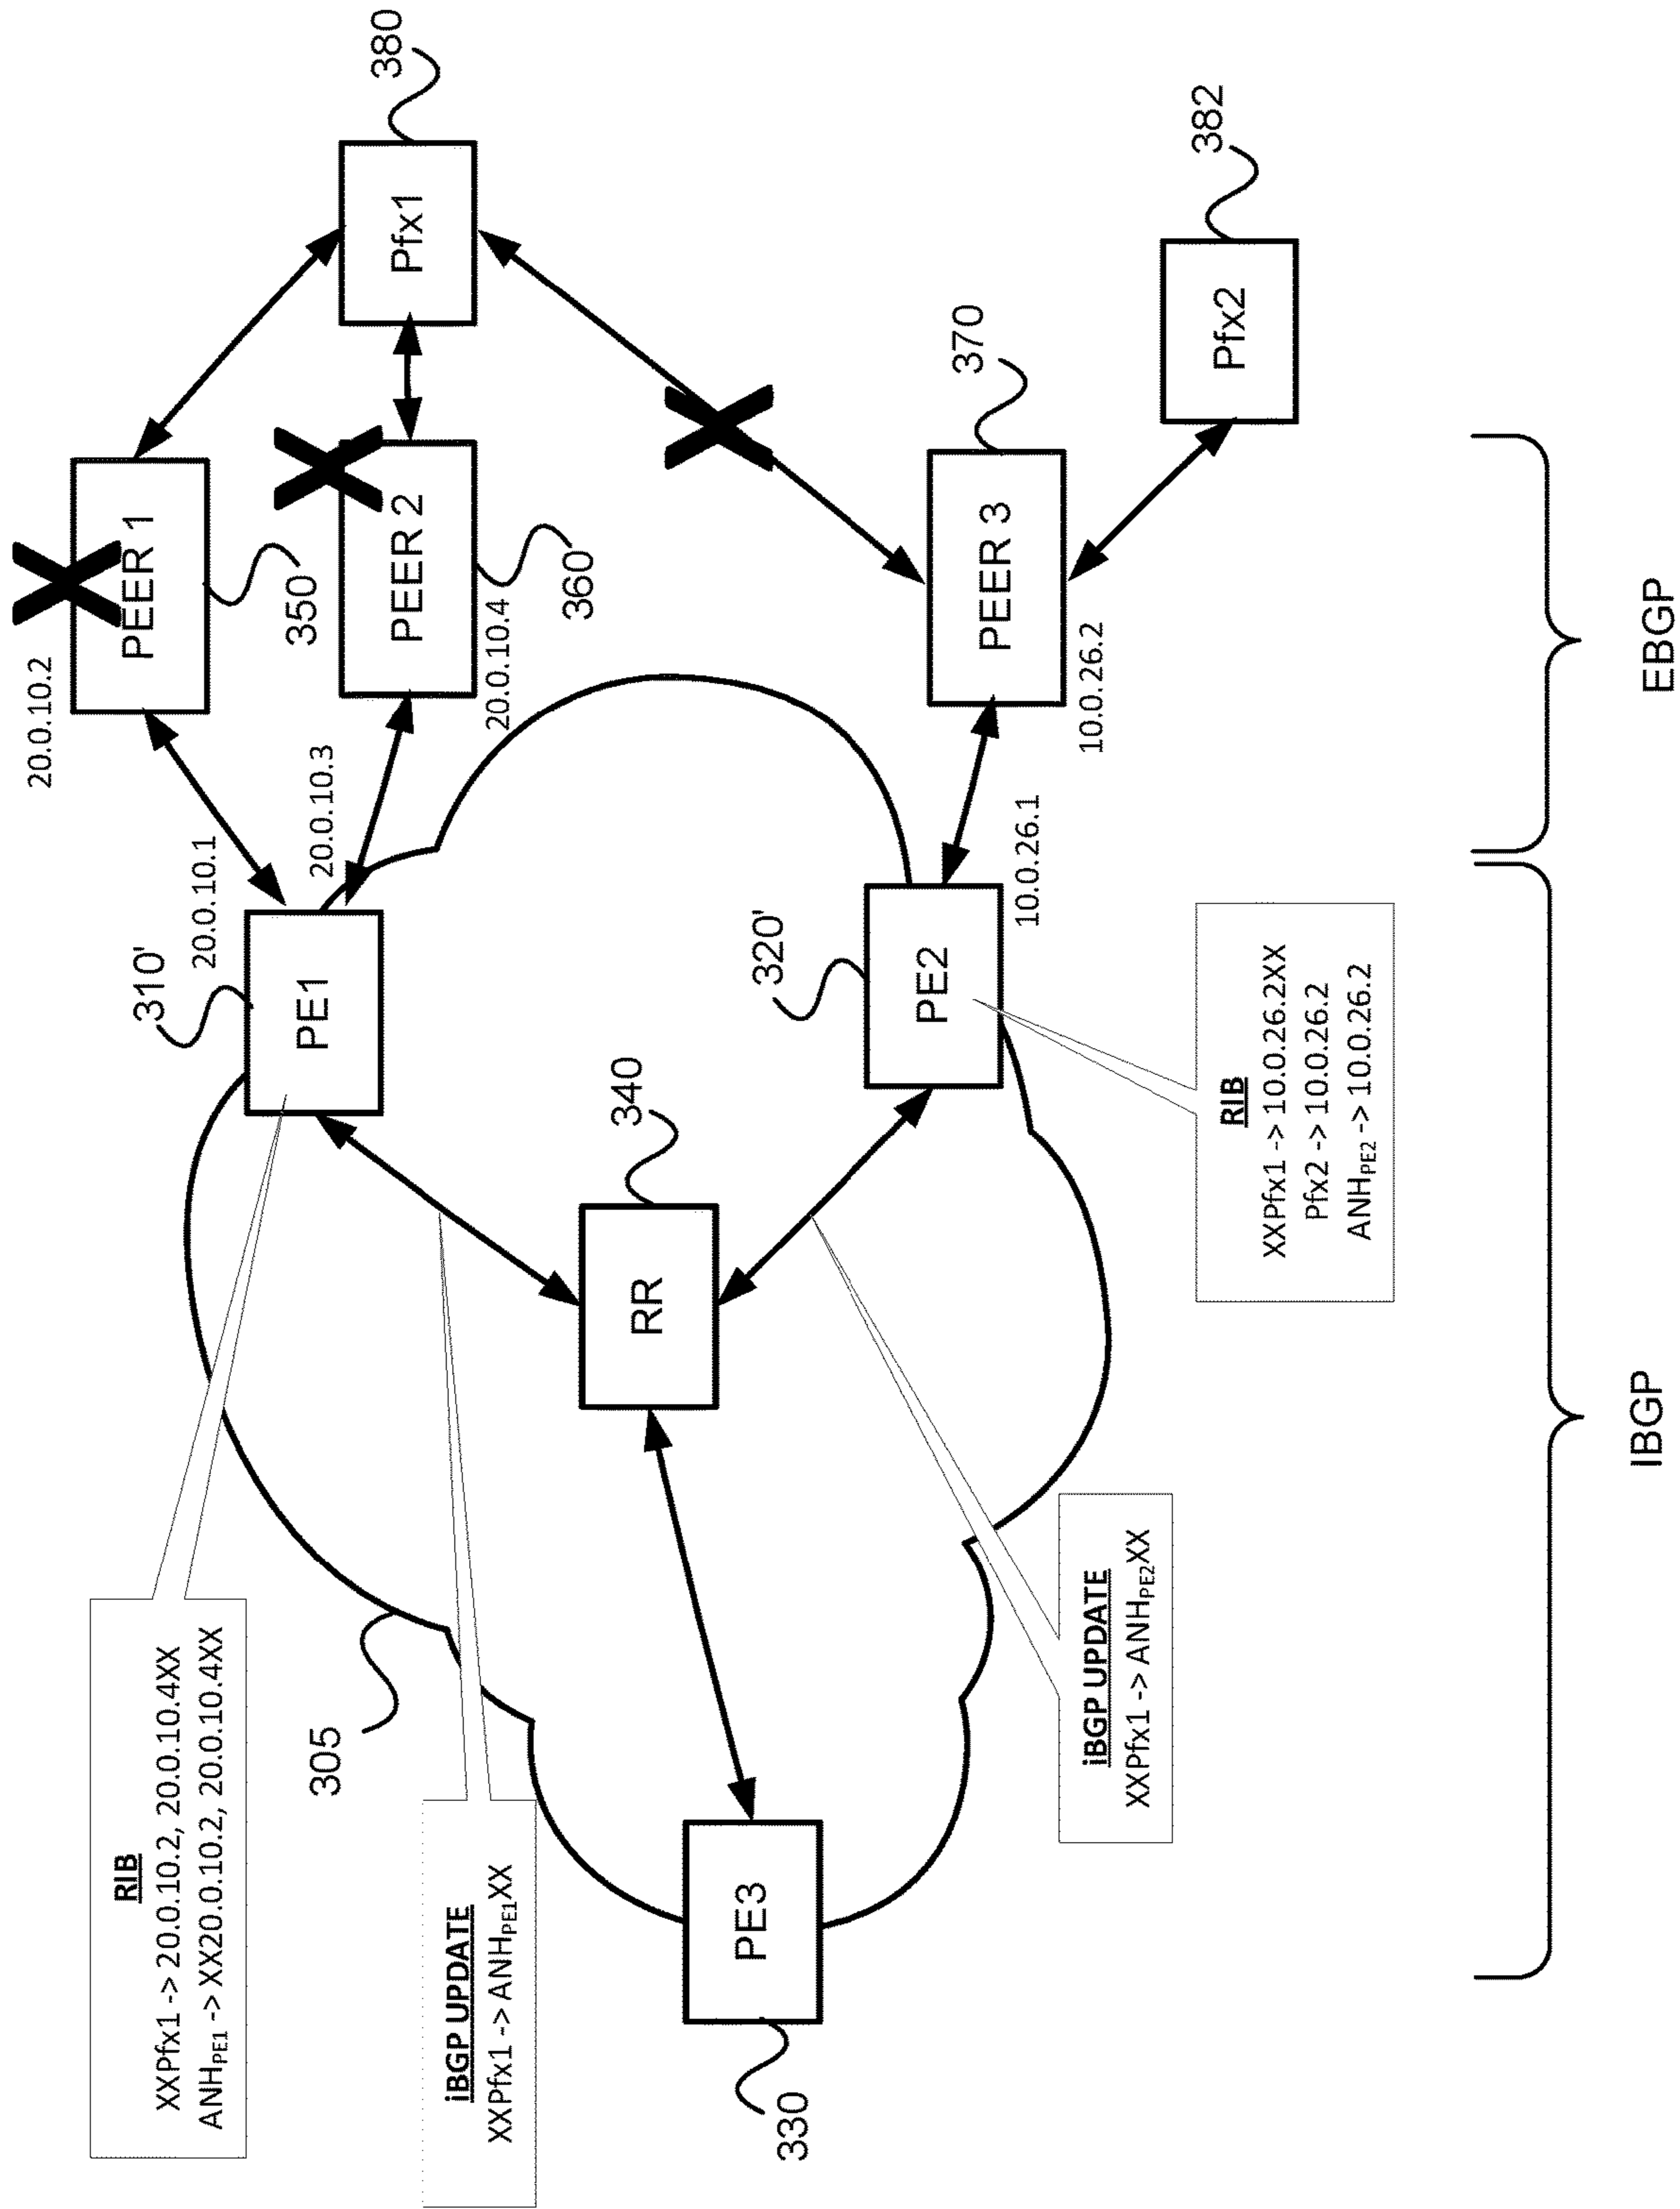 RIB
XXPfx1 -> 20.0.10.2, 20.0.10.4XX
ANHPE1 -> XX20.0.10.2, 20.0.10.4XX
iBGP UPDATE
XXPfx1 -> ANHPE1XX
305
310'
PE1
20.0.10.1
20.0.10.3
20.0.10.2
PEER 1
350
PEER 2
20.0.10.4
360
Pfx1
380
340
RR
PE3
330
320'
PE2
10.0.26.1
PEER 3
370
10.0.26.2
Pfx2
382
iBGP UPDATE
XXPfx1 -> ANHPE2XX
RIB
XXPfx1 -> 10.0.26.2XX
Pfx2 -> 10.0.26.2
ANHPE2 -> 10.0.26.2
iBGP
EBGP